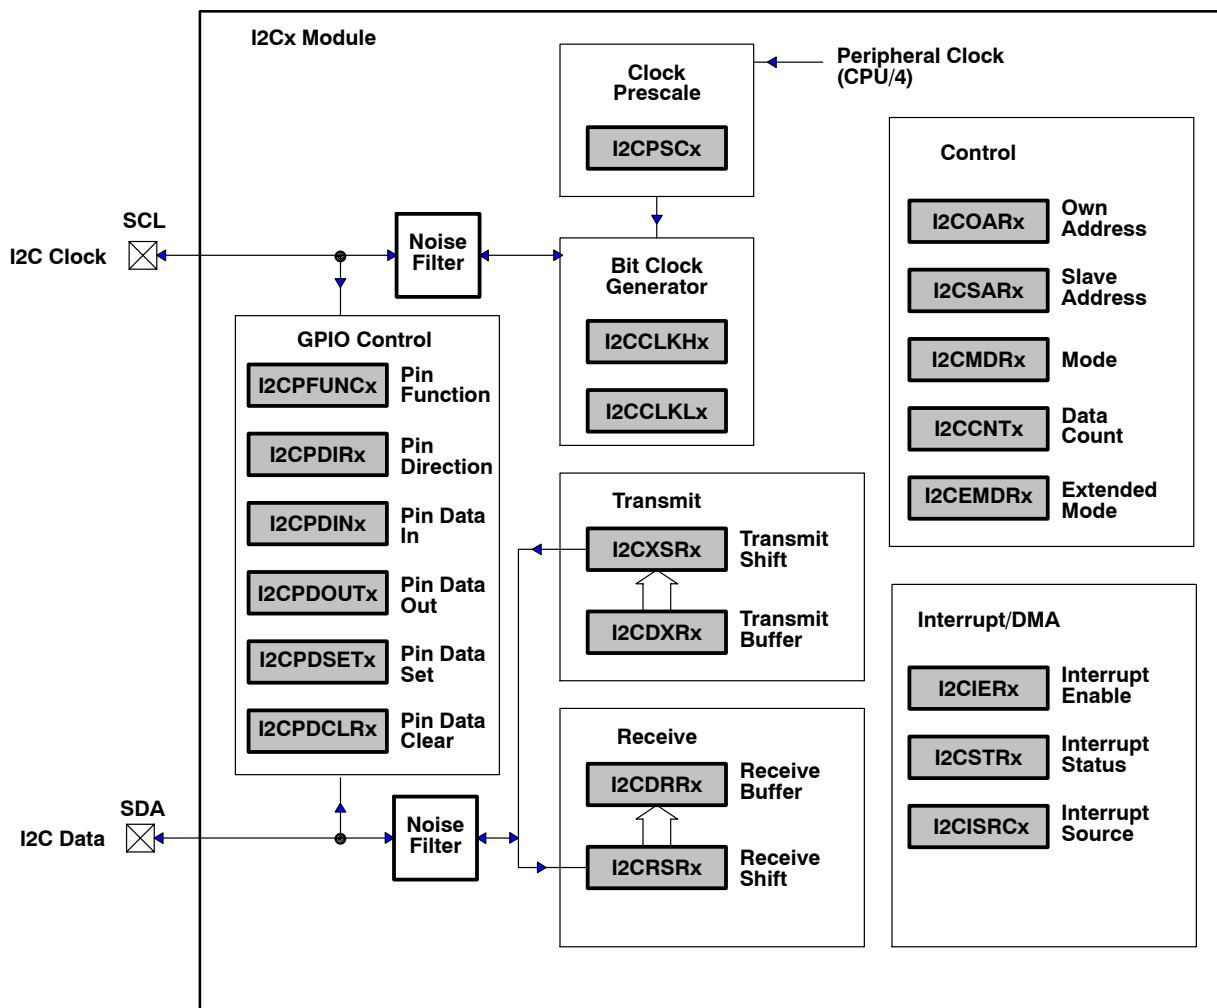 I2Cx Module
Peripheral Clock
(CPU/4)
Clock
Prescale
I2CPSCx
Control
I2COARx
Own
Address
I2CSARx
Slave
Address
I2CMDRx
Mode
I2CCNTx
Data
Count
I2CEMDRx
Extended
Mode
SCL
I2C Clock
Noise
Filter
Bit Clock
Generator
I2CCLKHx
I2CCLKLx
GPIO Control
I2CPFUNCx
Pin
Function
I2CPDIRx
Pin
Direction
I2CPDINx
Pin Data
In
I2CPDOUTx
Pin Data
Out
I2CPDSETx
Pin Data
Set
I2CPDCLRx
Pin Data
Clear
Transmit
I2CXSRx
Transmit
Shift
I2CDXRx
Transmit
Buffer
Interrupt/DMA
I2CIERx
Interrupt
Enable
I2CSTRx
Interrupt
Status
I2CISRCx
Interrupt
Source
Receive
I2CDRRx
Receive
Buffer
I2CRSRx
Receive
Shift
SDA
I2C Data
Noise
Filter